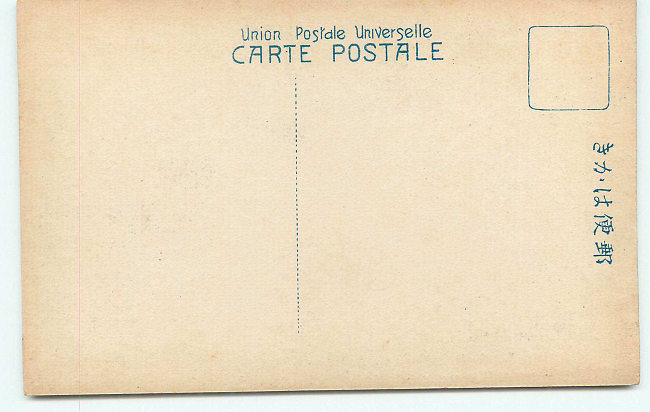 Union Postale Universelle
CARTE POSTALE
きかは便郵